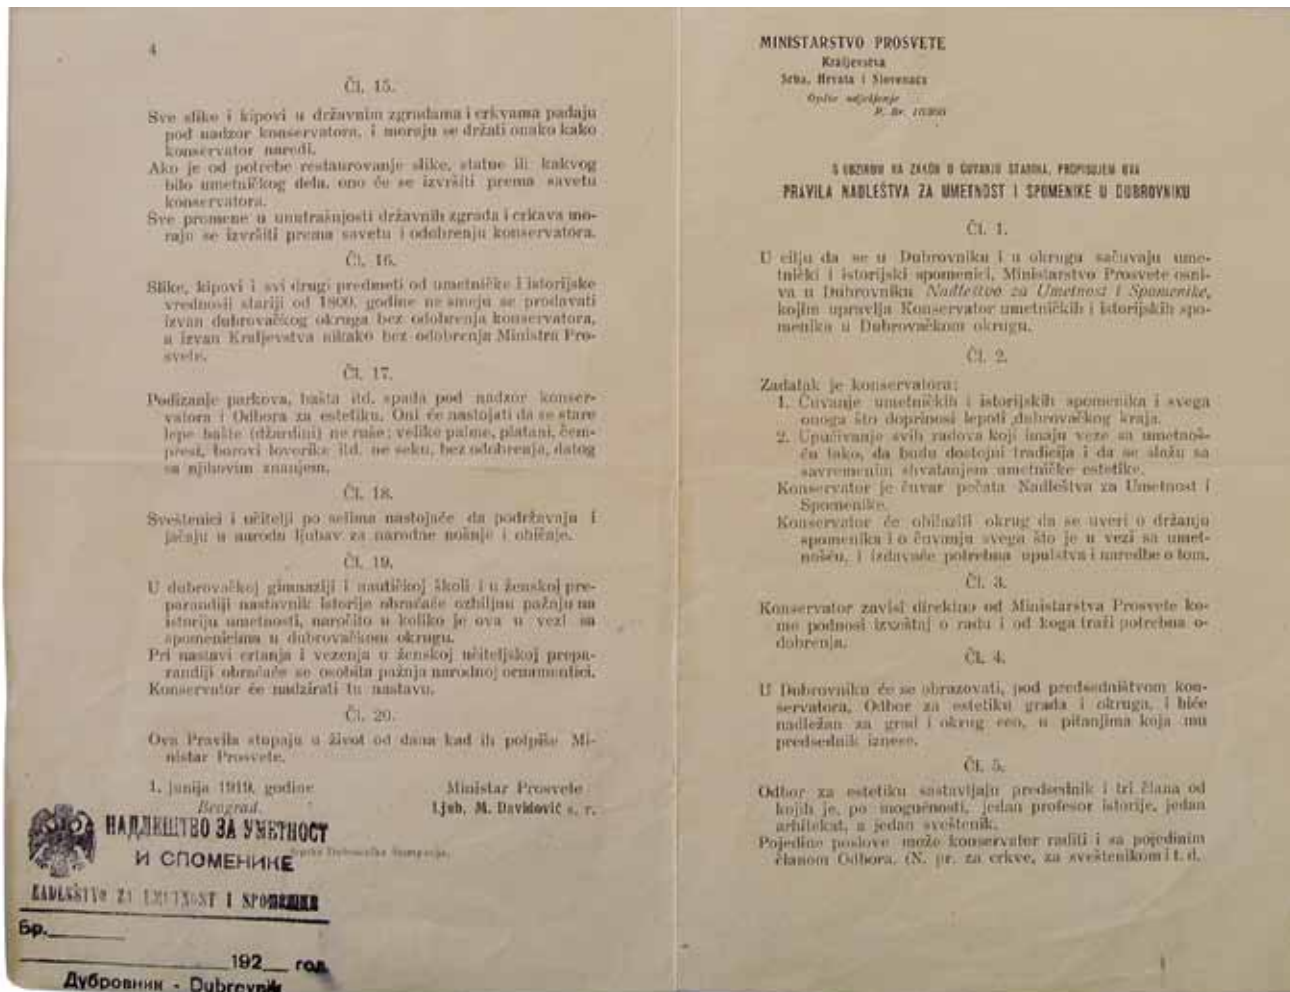 4
Čl. 15.
Sve slike i kipovi u državnim zgradama i crkvama padaju
pod nadzor konservatora, i moraju se držati onako kako
konservator naredi.
Ako je od potrebe restaurovanje slike, statue ili kakvog
bilo umetničkog dela, ono će se izvršiti prema savetu
konservatora.
Sve promene u unutrašnjosti državnih zgrada i crkava mo-
raju se izvršiti prema savetu i odobrenju konservatora.
Čl. 16.
Slike, kipovi i svi drugi predmeti od umetničke i istorijske
vrednosti stariji od 1800. godine ne smeju se prodavati
izvan dubrovačkog okruga bez odobrenja konservatora,
a izvan Kraljevstva nikako bez odobrenja Ministra Pro-
svete.
Čl. 17.
Podizanje parkova, bašta itd. spada pod nadzor konser-
vatora i Odbora za estetiku. Oni će nastojati da se stare
lepe bašte (džardini) ne ruše; velike palme, platani, čem-
presi, borovi lovorike itd. ne seku, bez odobrenja, datog
sa njihovim znanjem.
Čl. 18.
Sveštenici i učitelji po selima nastojaće da podržavaju i
jačaju u narodu ljubav za narodne nošnje i običaje.
Čl. 19.
U dubrovačkoj gimnaziji i nautičkoj školi i u ženskoj pre-
parandiji nastavnik istorije obraćaće ozbiljnu pažnju na
istoriju umetnosti, naročito u koliko je ova u vezi sa
spomenicima u dubrovačkom okrugu.
Pri nastavi crtanja i vezenja u ženskoj učiteljskoj prepa-
randiji obraćaće se osobita pažnja narodnoj ornamentici.
Konservator će nadzirati tu nastavu.
Čl. 20.
Ova Pravila stupaju u život od dana kad ih potpiše Mi-
nistar Prosvete.
1. junija 1919. godine
Beograd.
Ministar Prosvete
Ljub. M. Davidović s. r.
Srpska Dubrovačka Štamparija.
НАДЛЕШТВО ЗА УМЕТНОСТ
И СПОМЕНИКЕ
NADLEŠTVO ZA UMETNOST I SPOMENIKE
Бр.
192 год.
Дубровник - Dubrovnik
MINISTARSTVO PROSVETE
Kraljevstva
Srba, Hrvata i Slovenaca
Opšte odjeljenje
P. Br.
S OBZIROM NA ZAKON O ČUVANJU STARINA, PROPISUJEM OVA
PRAVILA NADLEŠTVA ZA UMETNOST I SPOMENIKE U DUBROVNIKU
Čl. 1.
U cilju da se u Dubrovniku i u okrugu sačuvaju ume-
tnički i istorijski spomenici, Ministarstvo Prosvete osni-
va u Dubrovniku Nadleštvo za Umetnost i Spomenike,
kojim upravlja Konservator umetničkih i istorijskih spo-
menika u Dubrovačkom okrugu.
Čl. 2.
Zadatak je konservatora:
1. Čuvanje umetničkih i istorijskih spomenika i svega
onoga što doprinosi lepoti dubrovačkog kraja.
2. Upućivanje svih radova koji imaju veze sa umetnoš-
ću tako, da budu dostojni tradicija i da se slažu sa
savremenim shvatanjem umetničke estetike.
Konservator je čuvar pečata Nadleštva za Umetnost i
Spomenike.
Konservator će obilaziti okrug da se uveri o držanju
spomenika i o čuvanju svega što je u vezi sa umet-
nošću, i izdavaće potrebna uputstva i naredbe o tom.
Čl. 3.
Konservator zavisi direktno od Ministarstva Prosvete ko-
me podnosi izveštaj o radu i od koga traži potrebna o-
dobrenja.
Čl. 4.
U Dubrovniku će se obrazovati, pod predsedništvom kon-
servatora, Odbor za estetiku grada i okruga, i biće
nadležan za grad i okrug ceo, u pitanjima koja mu
predsednik iznese.
Čl. 5.
Odbor za estetiku sastavljaju predsednik i tri člana od
kojih je, po mogućnosti, jedan profesor istorije, jedan
arhitekat, a jedan sveštenik.
Pojedine poslove može konservator raditi i sa pojedinim
članom Odbora. (N. pr. za crkve, za sveštenikom i t. d.
1